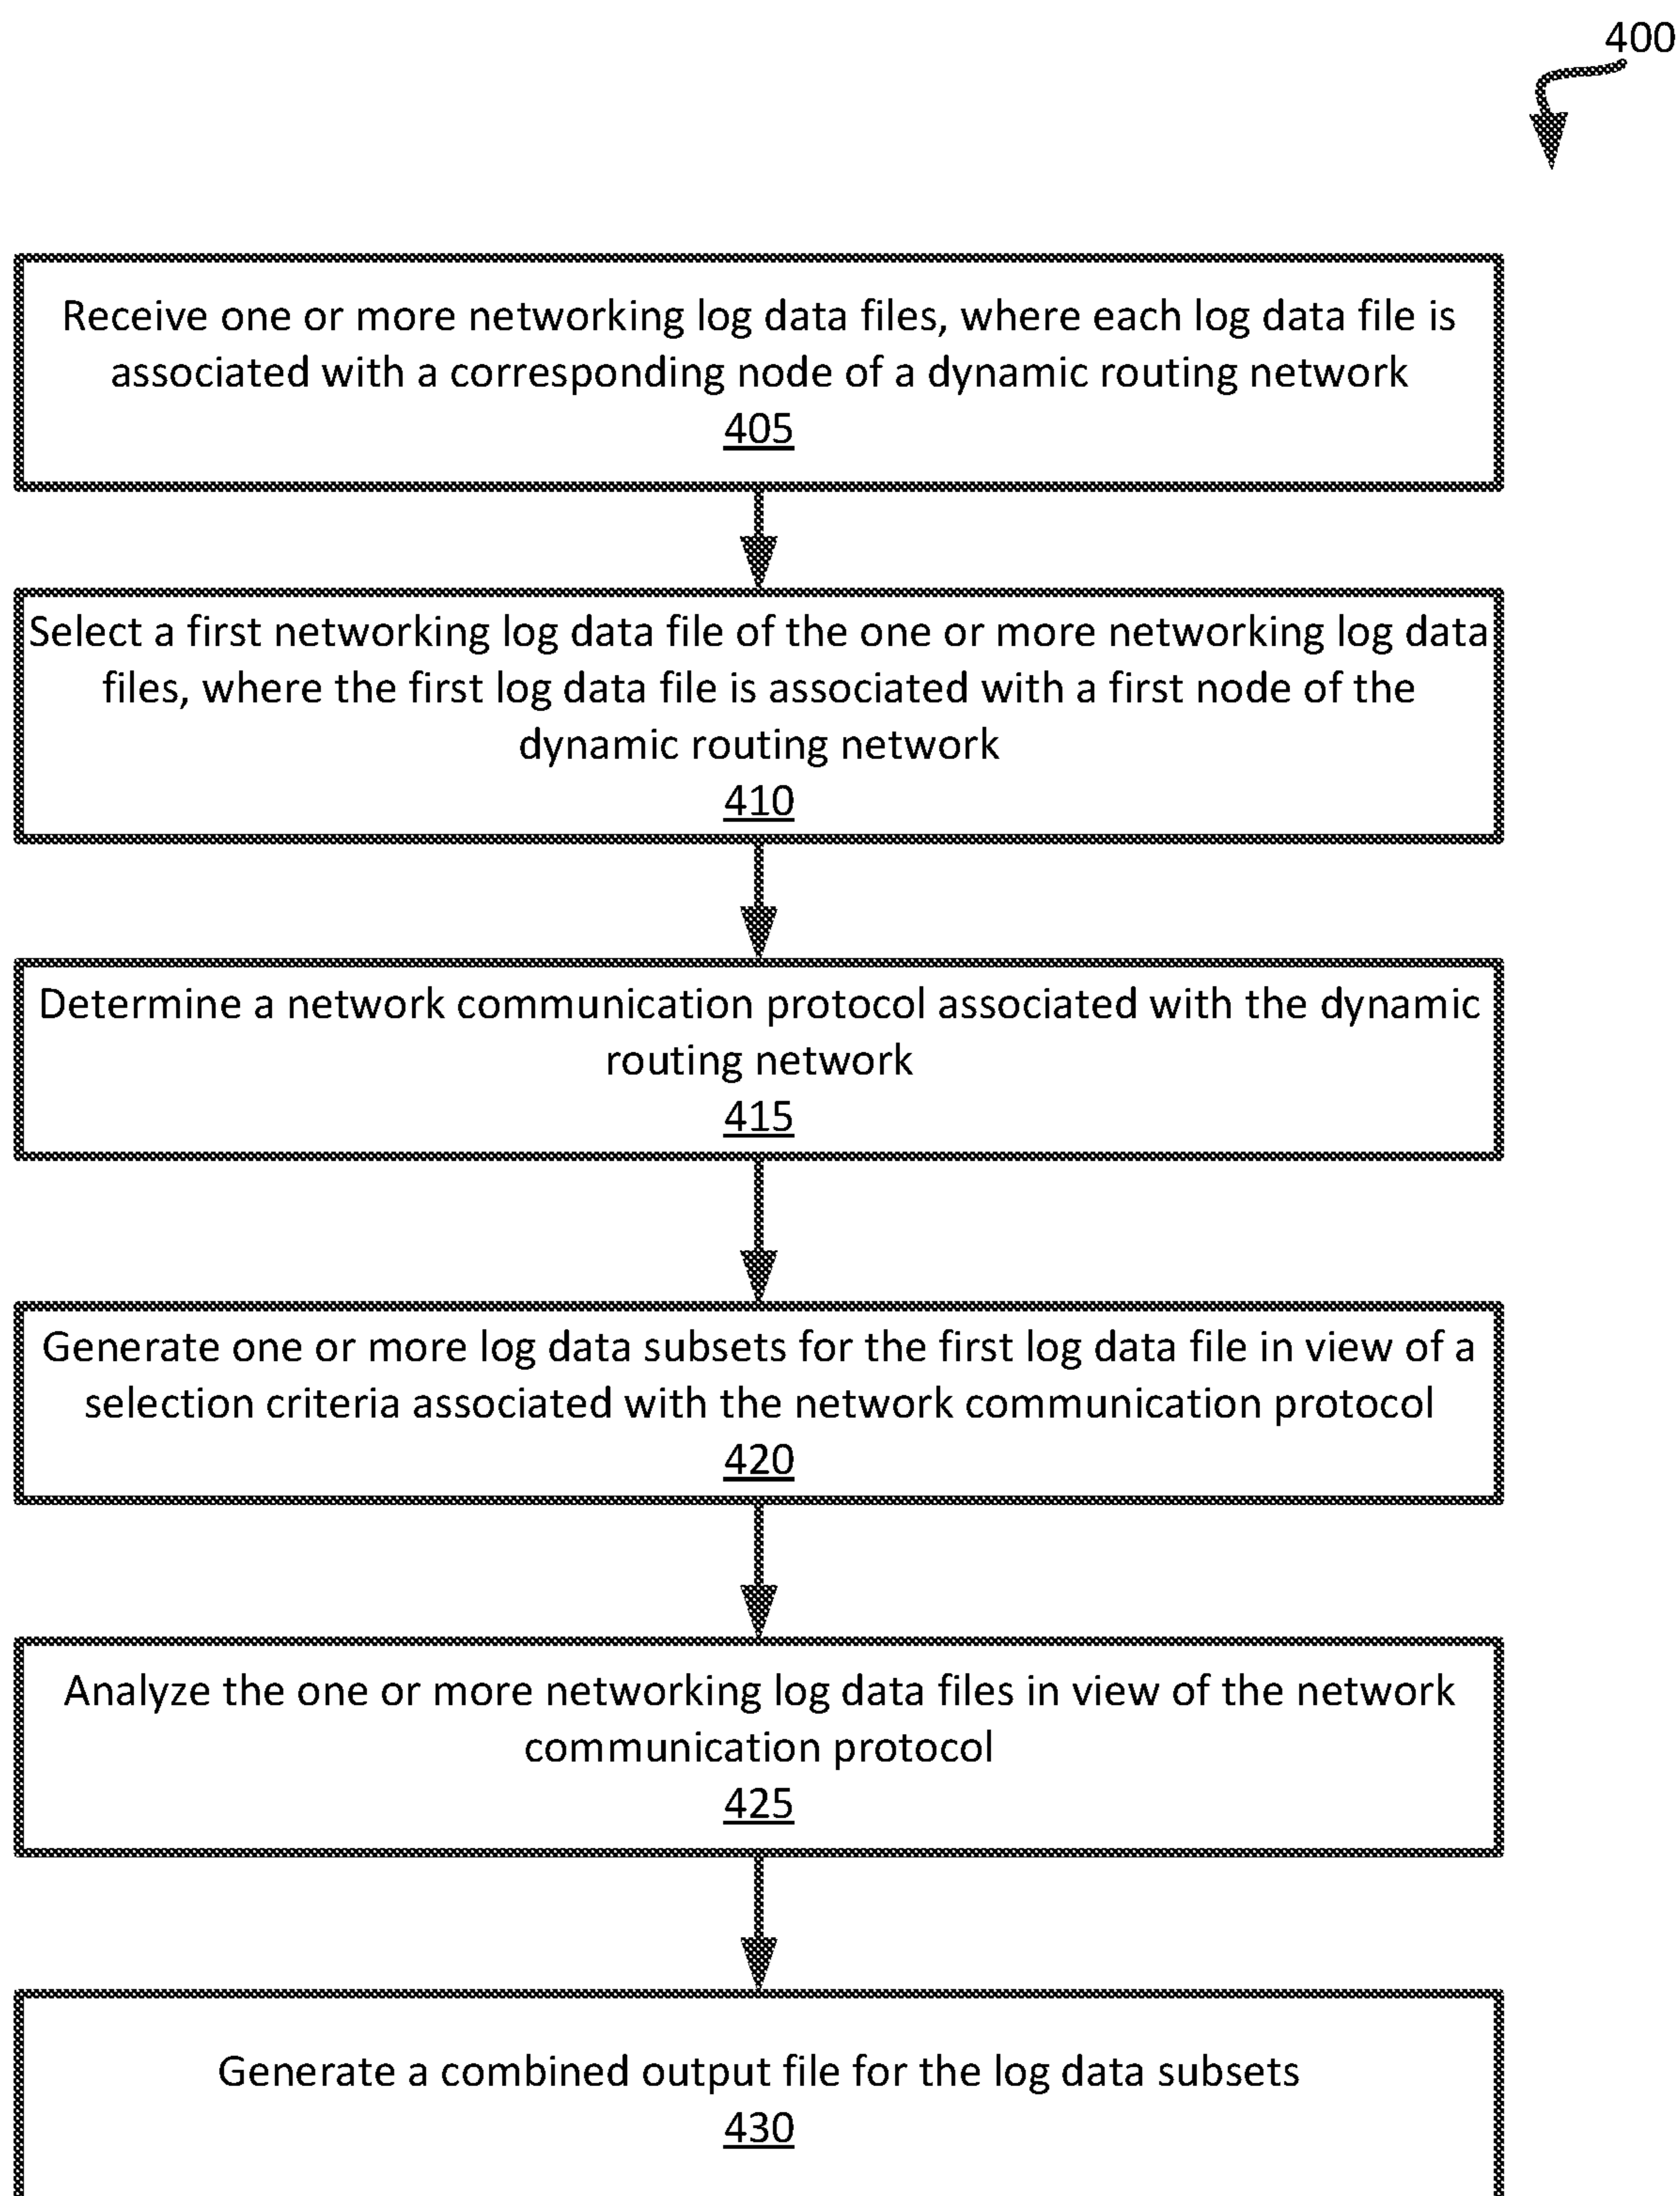 400
Receive one or more networking log data files, where each log data file is
associated with a corresponding node of a dynamic routing network
405
Select a first networking log data file of the one or more networking log data
files, where the first log data file is associated with a first node of the
dynamic routing network
410
Determine a network communication protocol associated with the dynamic
routing network
415
Generate one or more log data subsets for the first log data file in view of a
selection criteria associated with the network communication protocol
420
Analyze the one or more networking log data files in view of the network
communication protocol
425
Generate a combined output file for the log data subsets
430